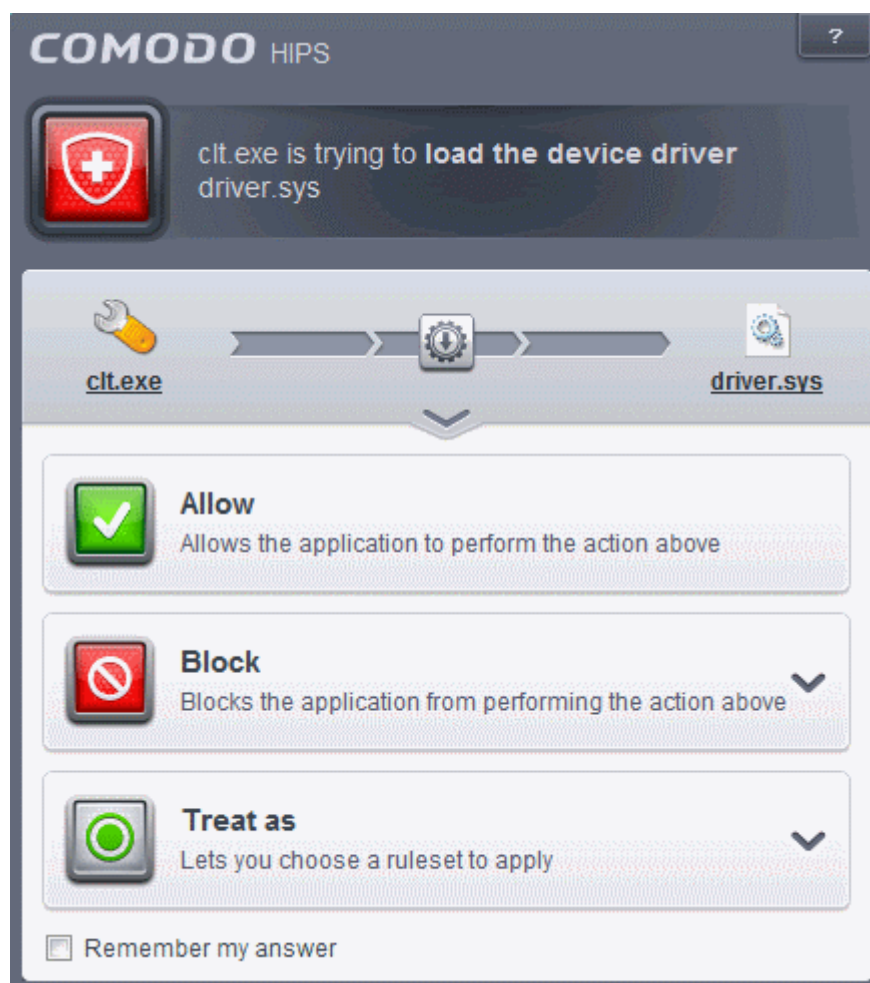 COMODO HIPS
?
clt.exe is trying to load the device driver
driver.sys
clt.exe
driver.sys
Allow
Allows the application to perform the action above
Block
Blocks the application from performing the action above
Treat as
Lets you choose a ruleset to apply
Remember my answer